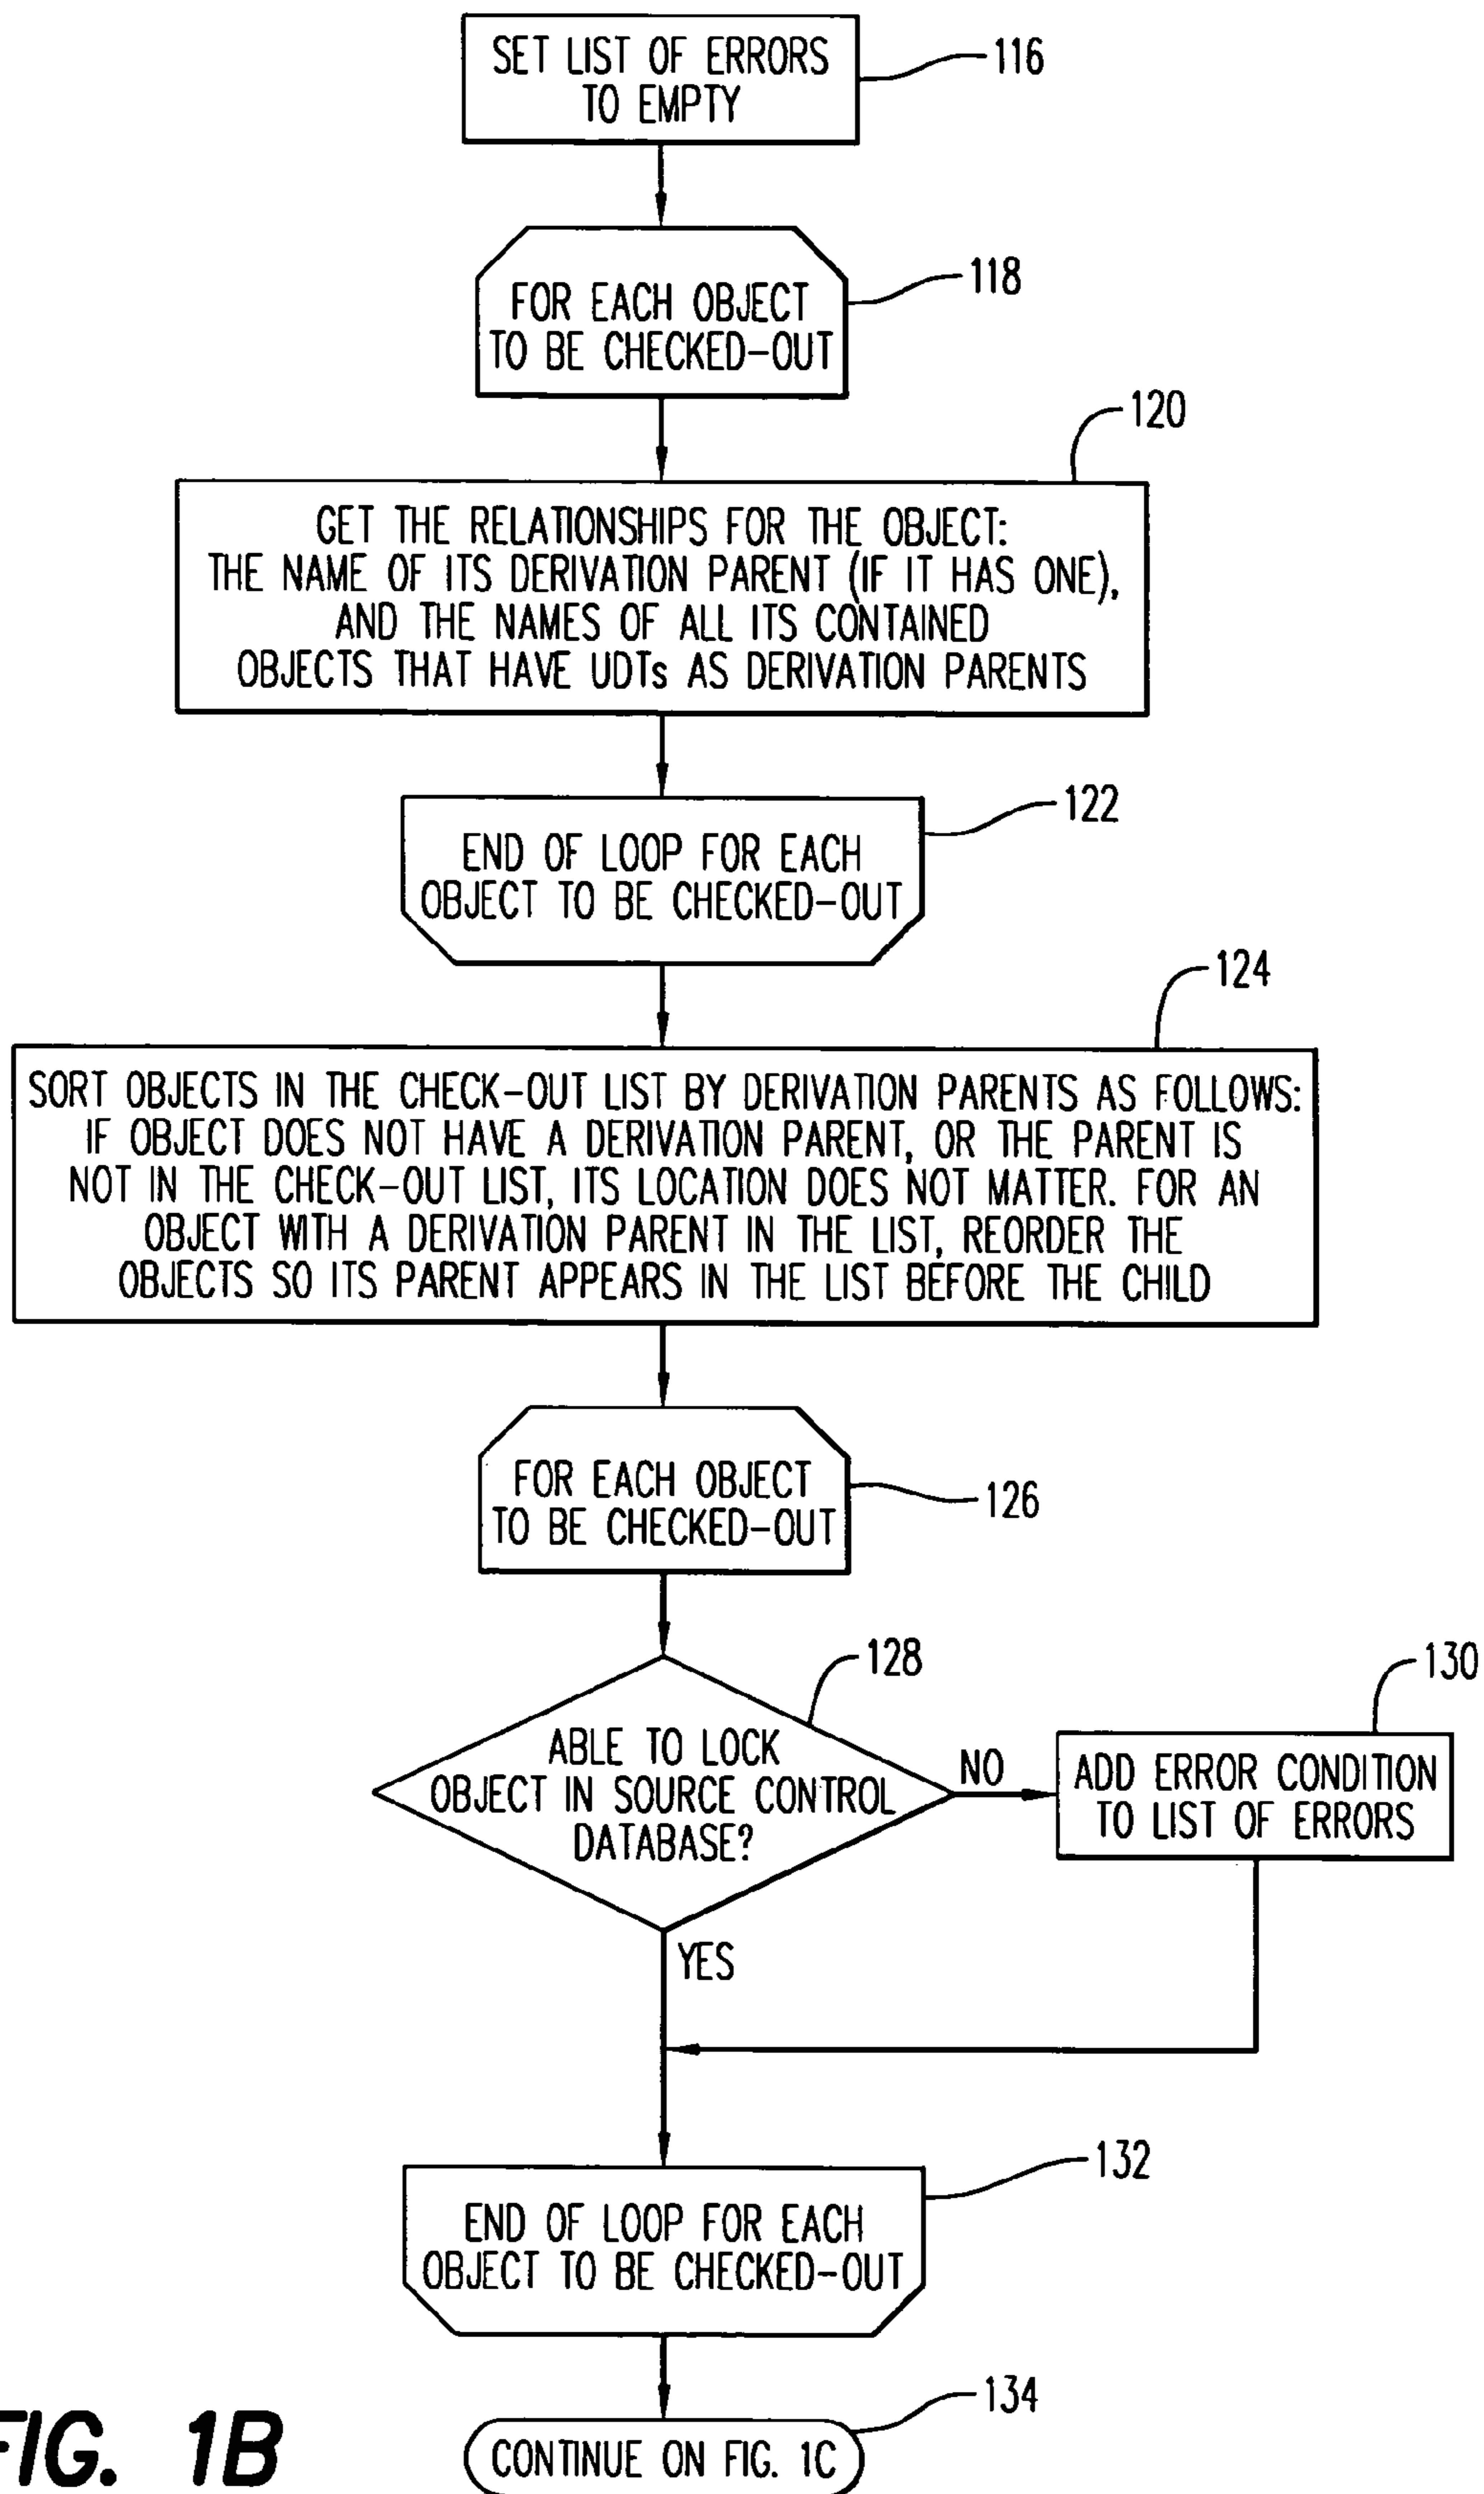 SET LIST OF ERRORS
TO EMPTY
116
FOR EACH OBJECT
TO BE CHECKED-OUT
118
120
GET THE RELATIONSHIPS FOR THE OBJECT:
THE NAME OF ITS DERIVATION PARENT (IF IT HAS ONE),
AND THE NAMES OF ALL ITS CONTAINED
OBJECTS THAT HAVE UDTs AS DERIVATION PARENTS
122
END OF LOOP FOR EACH
OBJECT TO BE CHECKED-OUT
124
SORT OBJECTS IN THE CHECK-OUT LIST BY DERIVATION PARENTS AS FOLLOWS:
IF OBJECT DOES NOT HAVE A DERIVATION PARENT, OR THE PARENT IS
NOT IN THE CHECK-OUT LIST, ITS LOCATION DOES NOT MATTER. FOR AN
OBJECT WITH A DERIVATION PARENT IN THE LIST, REORDER THE
OBJECTS SO ITS PARENT APPEARS IN THE LIST BEFORE THE CHILD
FOR EACH OBJECT
TO BE CHECKED-OUT
126
128
ABLE TO LOCK
OBJECT IN SOURCE CONTROL
DATABASE?
NO
130
ADD ERROR CONDITION
TO LIST OF ERRORS
YES
132
END OF LOOP FOR EACH
OBJECT TO BE CHECKED-OUT
134
CONTINUE ON FIG. 1C
FIG. 1B